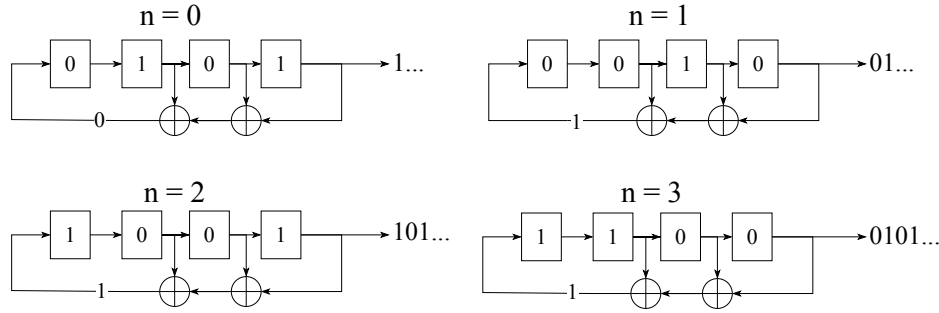 n = 0
0 1 0 1 1...
0
n = 1
0 0 1 0 01...
1
n = 2
1 0 0 1 101...
1
n = 3
1 1 0 0 0101...
1